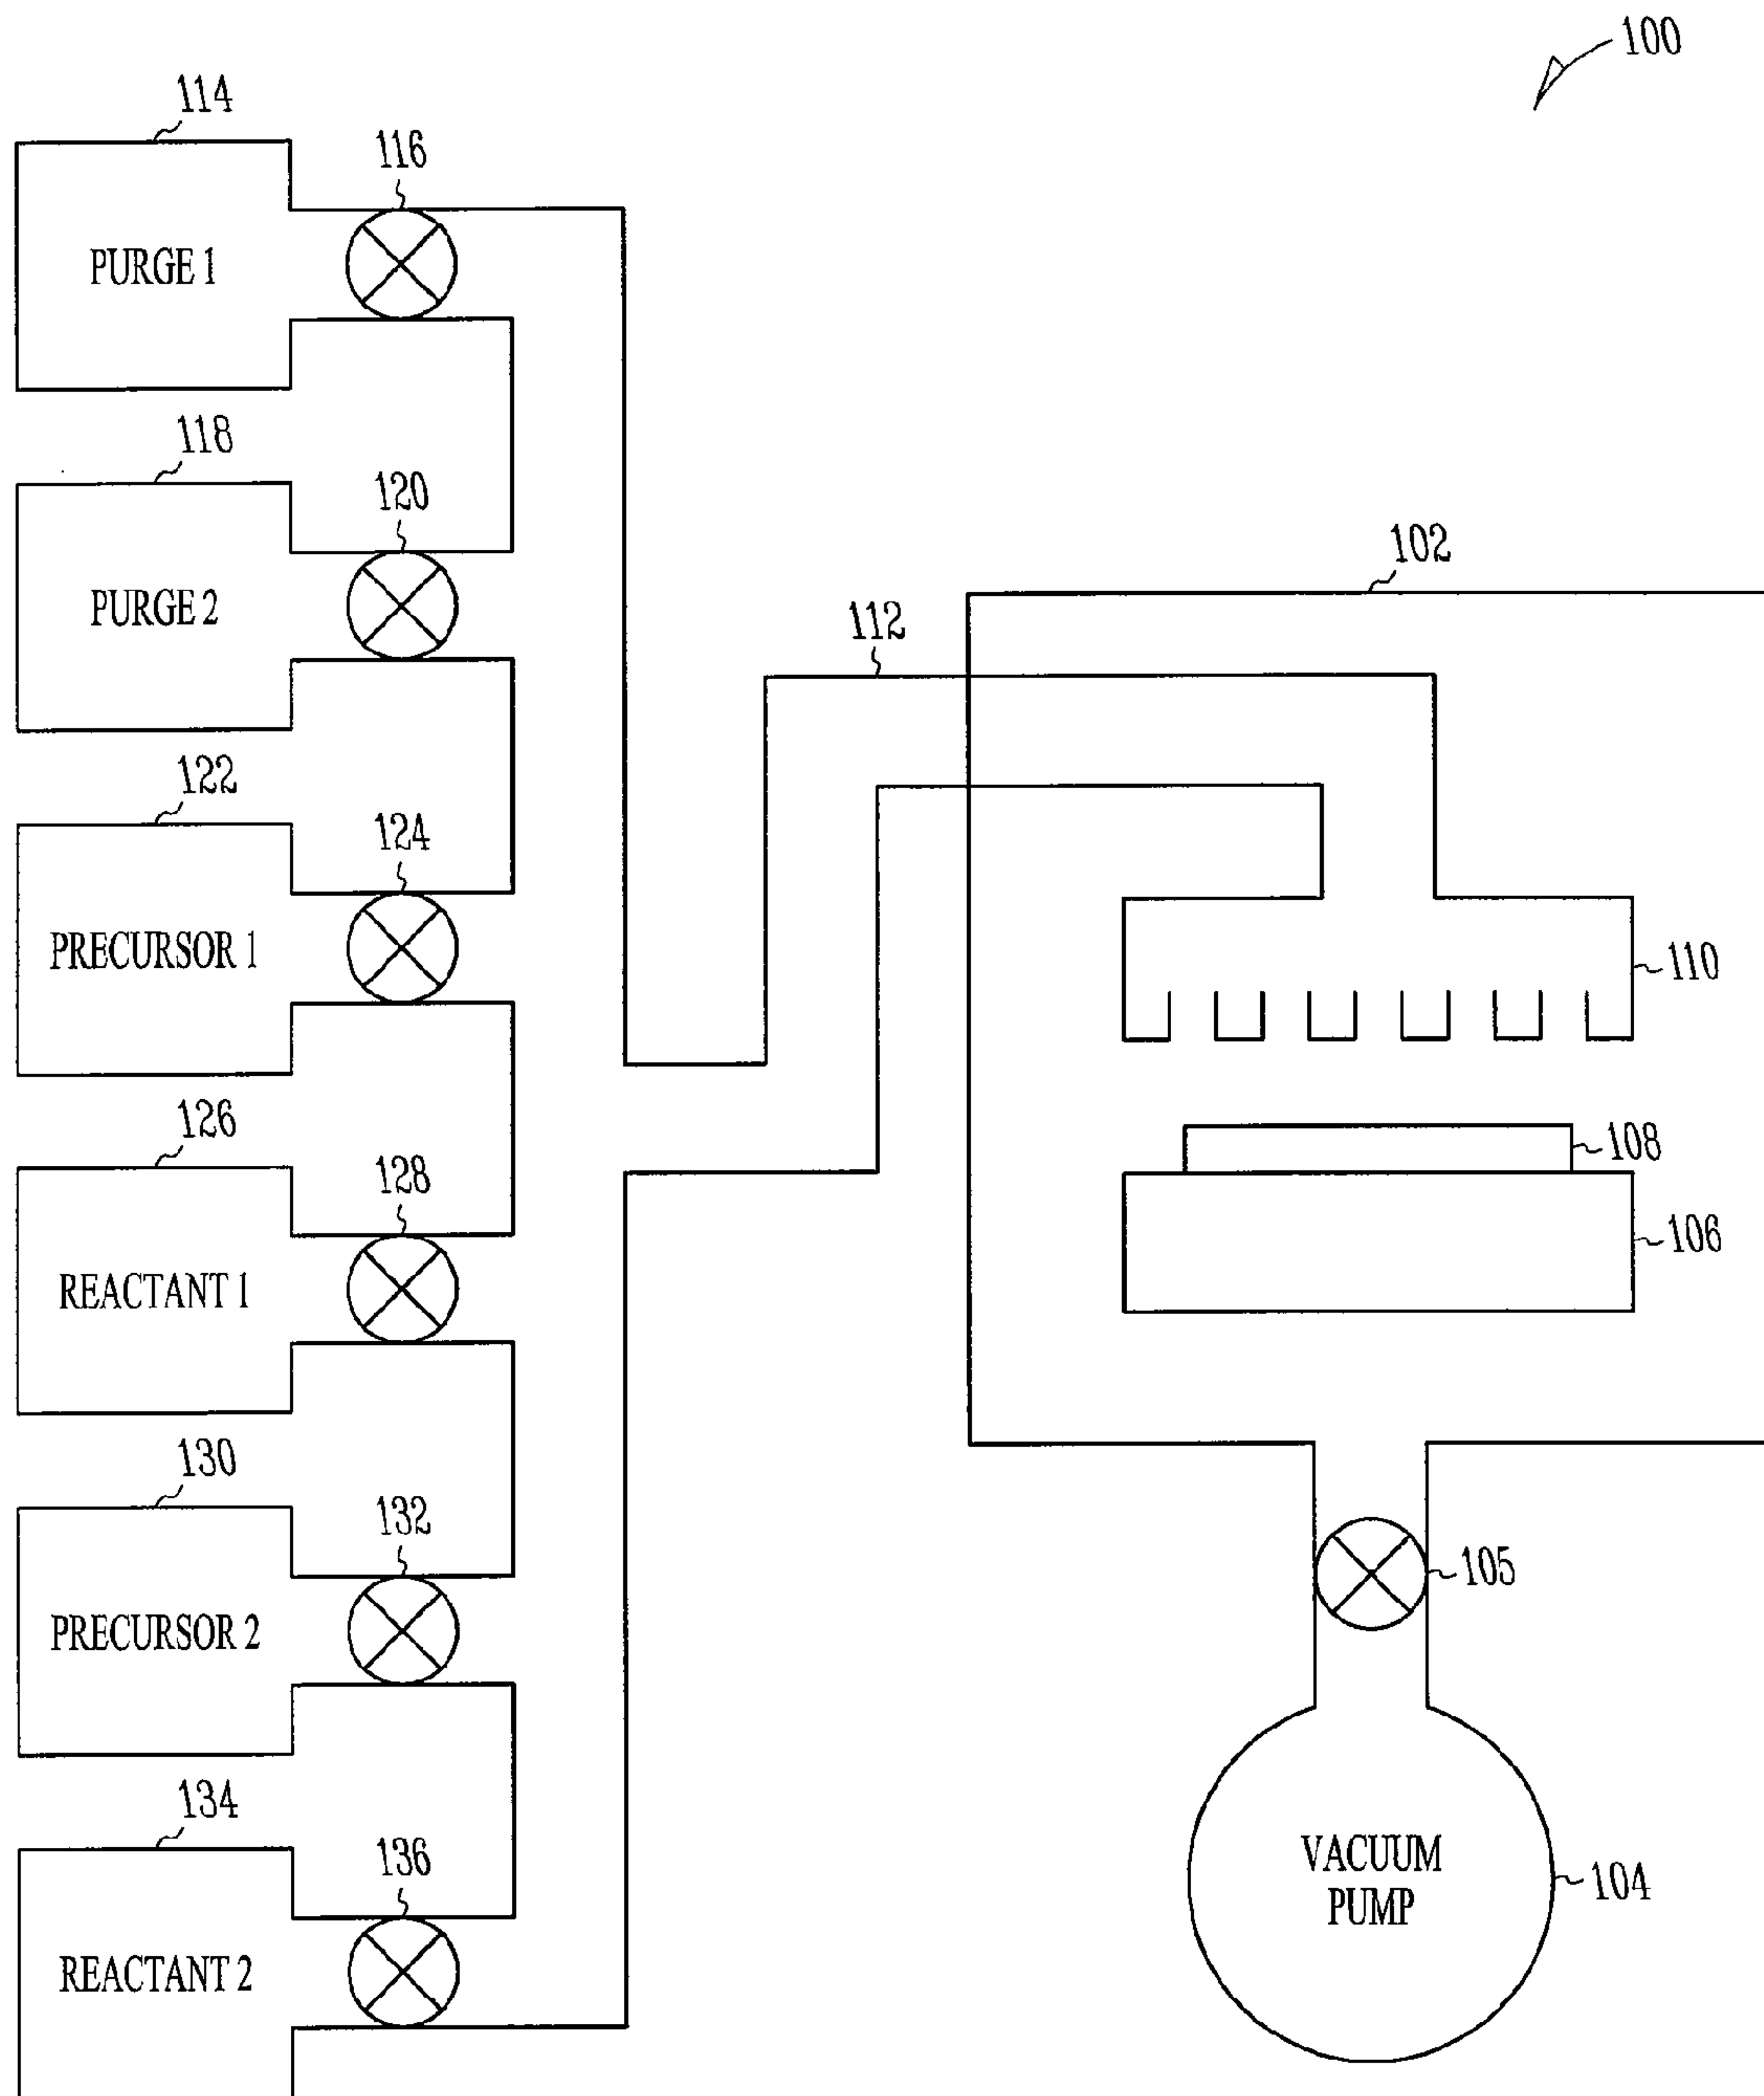 100
114
116
PURGE 1
118
120
PURGE 2
102
112
122
124
PRECURSOR 1
110
126
128
108
REACTANT 1
106
130
132
PRECURSOR 2
105
134
136
REACTANT 2
VACUUM
PUMP
104